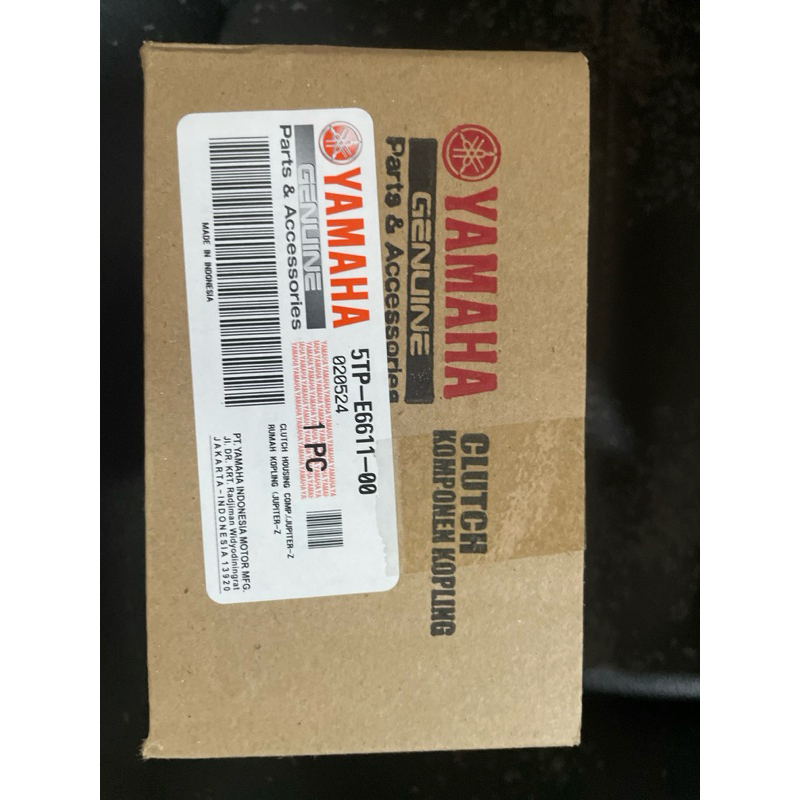 YAMAHA
GENUINE
Parts & Accessories
CLUTCH
KOMPONEN KOPLING
YAMAHA
GENUINE
Parts & Accessories
MADE IN INDONESIA
5TP-E6611-00
020524
1 PC
CLUTCH HOUSING COMP./JUPITER-Z
RUMAH KOPLING /JUPITER-Z
PT. YAMAHA INDONESIA MOTOR MFG.
Jl. DR. KRT. Radjiman Widyodiningrat
JAKARTA-INDONESIA 13920